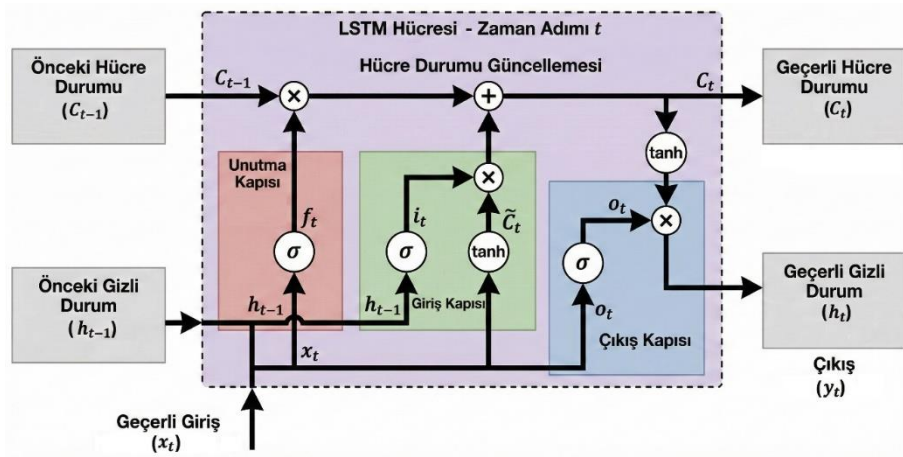 LSTM Hücresi - Zaman Adımı t
Hücre Durumu Güncellemesi
Önceki Hücre
Durumu
(C_{t-1})
C_{t-1}
×
+
C_t
Geçerli Hücre
Durumu
(C_t)
tanh
Unutma
Kapısı
f_t
σ
i_t
×
C̃_t
σ
tanh
Giriş Kapısı
o_t
×
σ
o_t
Çıkış Kapısı
Önceki Gizli
Durum
(h_{t-1})
h_{t-1}
h_{t-1}
x_t
Geçerli Gizli
Durum
(h_t)
Çıkış
(y_t)
Geçerli Giriş
(x_t)